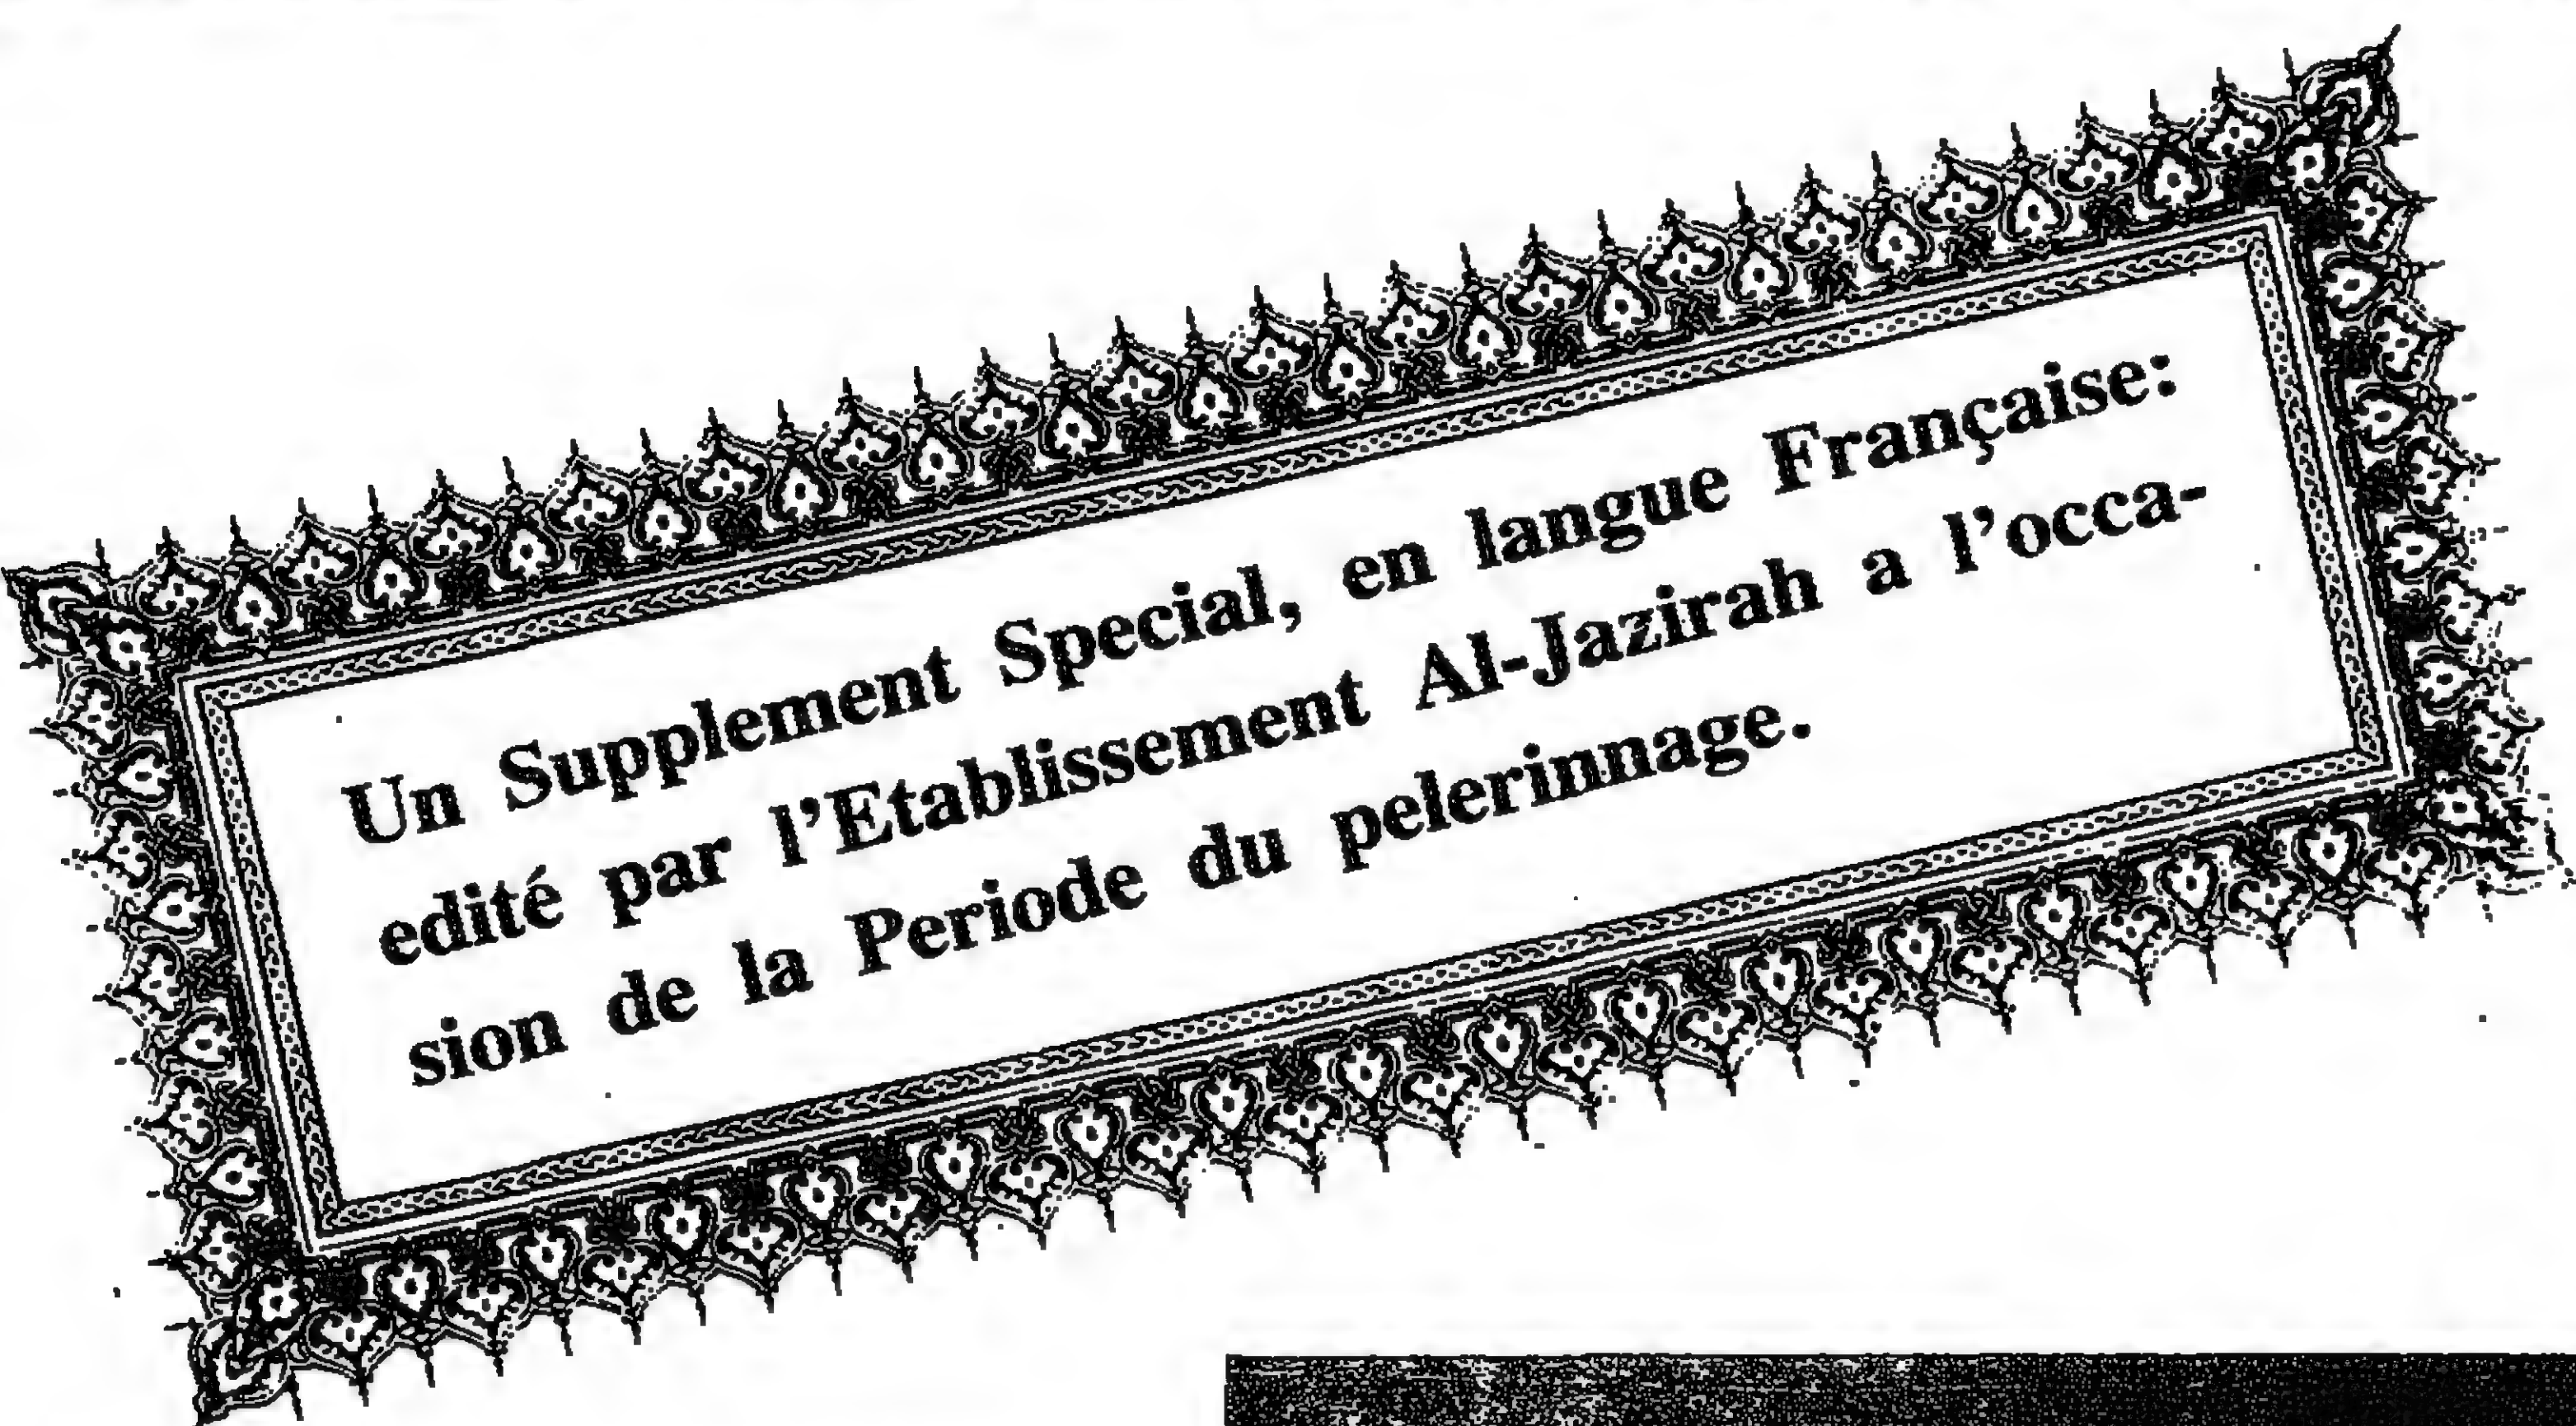 Un Supplement Special, en langue Française:
edité par l'Etablissement Al-Jazirah a l'occa-
sion de la Periode du pelerinnage.